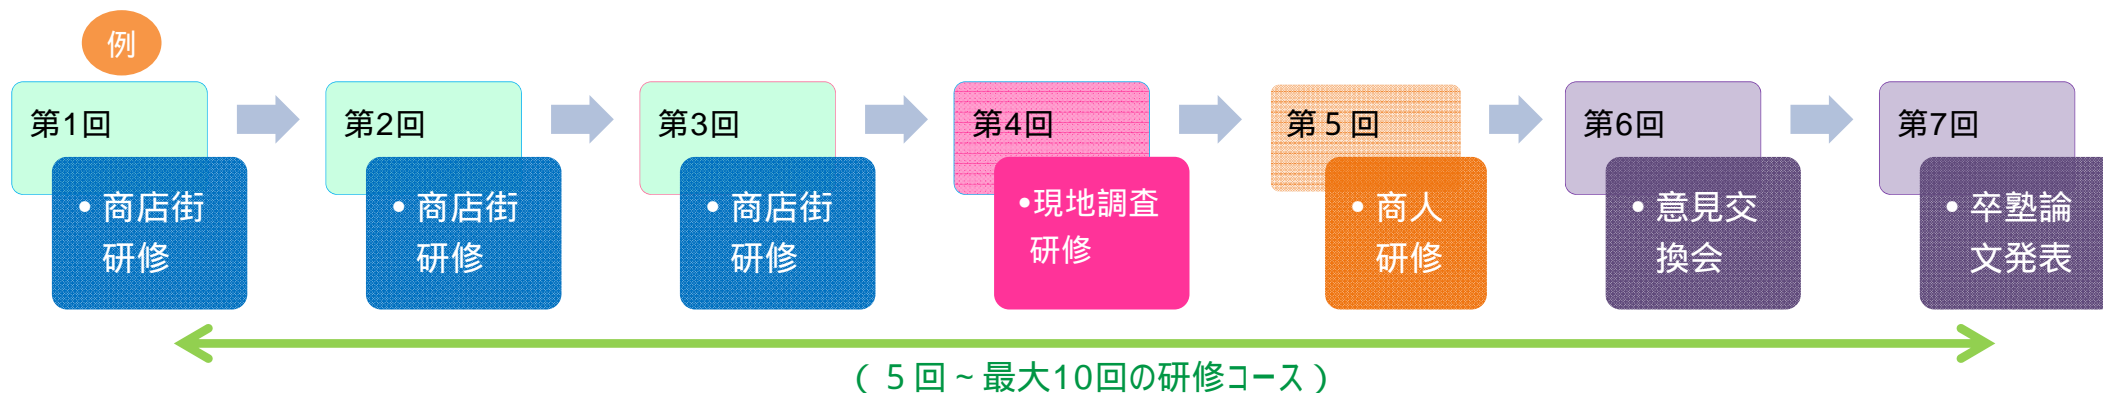 例
第1回
• 商店街
研修
第2回
• 商店街
研修
第3回
• 商店街
研修
第4回
•現地調査
研修
第５回
• 商人
研修
第6回
• 意見交
換会
第7回
• 卒塾論
文発表
（５回～最大10回の研修コース）